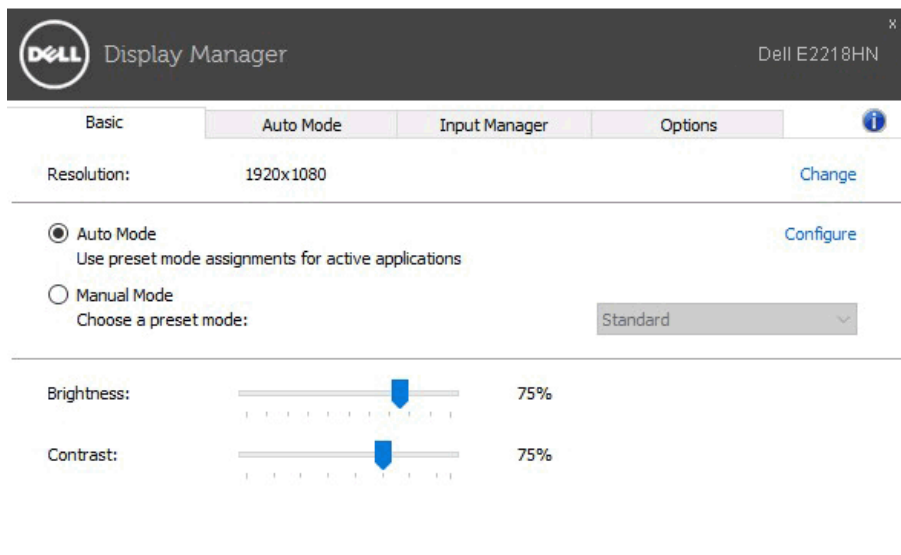 x
DELL Display Manager Dell E2218HN
Basic Auto Mode Input Manager Options i
Resolution: 1920x1080 Change
Auto Mode Configure
Use preset mode assignments for active applications
Manual Mode
Choose a preset mode: Standard
Brightness: 75%
Contrast: 75%